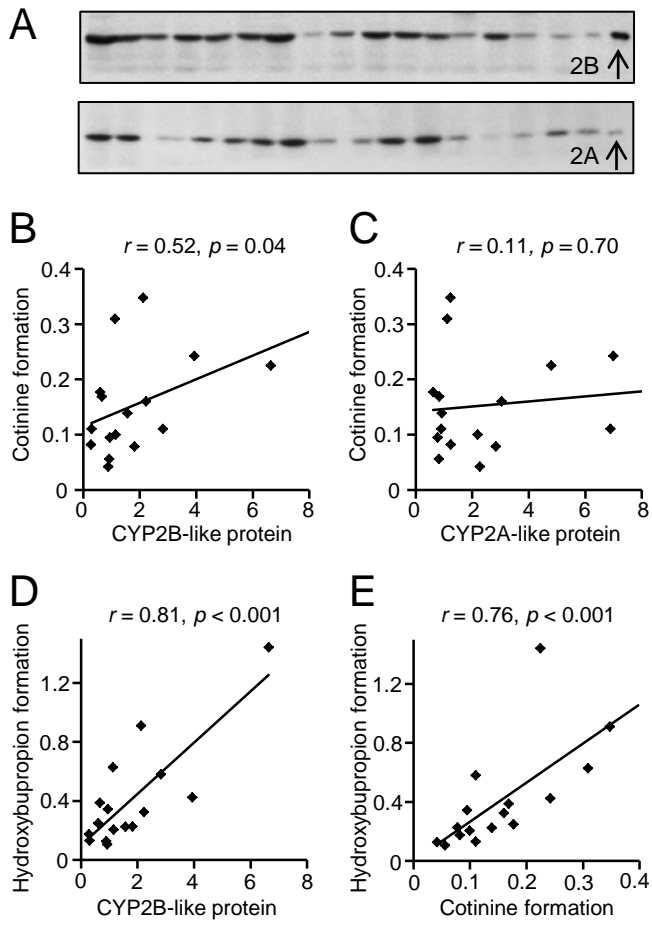 A
2B
2A
B
r = 0.52, p = 0.04
Cotinine formation
0.4
0.3
0.2
0.1
0
0 2 4 6 8
CYP2B-like protein
C
r = 0.11, p = 0.70
Cotinine formation
0.4
0.3
0.2
0.1
0
0 2 4 6 8
CYP2A-like protein
D
r = 0.81, p < 0.001
Hydroxybupropion formation
1.2
0.8
0.4
0
0 2 4 6 8
CYP2B-like protein
E
r = 0.76, p < 0.001
Hydroxybupropion formation
1.2
0.8
0.4
0
0 0.1 0.2 0.3 0.4
Cotinine formation